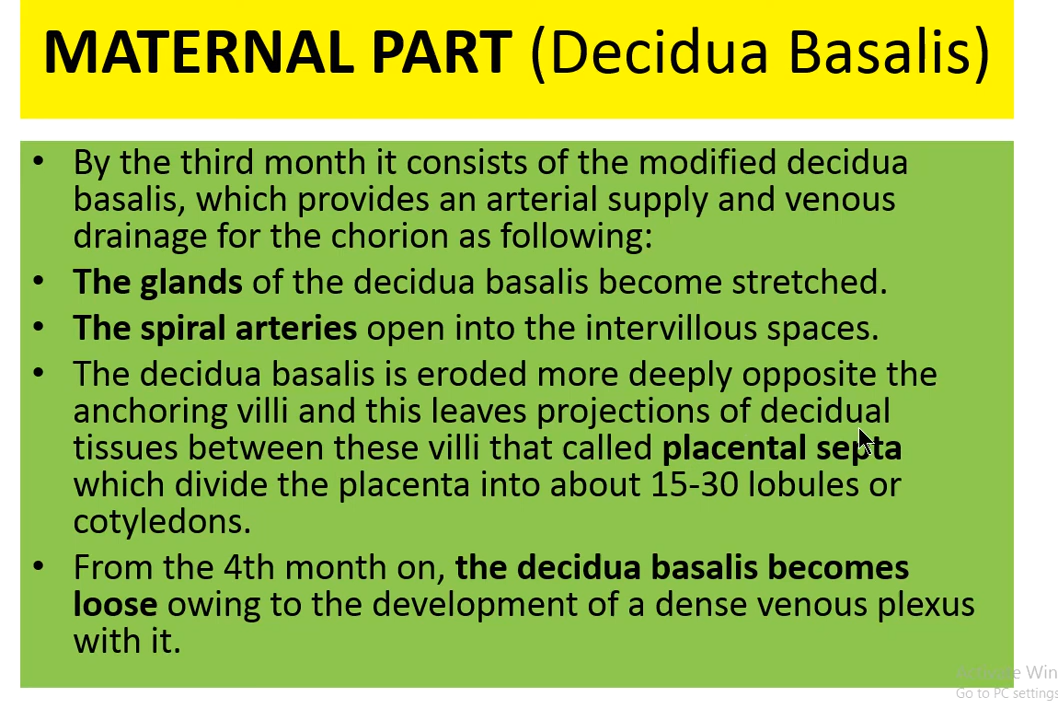 MATERNAL PART (Decidua Basalis)
• By the third month it consists of the modified decidua
basalis, which provides an arterial supply and venous
drainage for the chorion as following:
• The glands of the decidua basalis become stretched.
• The spiral arteries open into the intervillous spaces.
• The decidua basalis is eroded more deeply opposite the
anchoring villi and this leaves projections of decidual
tissues between these villi that called placental septa
which divide the placenta into about 15-30 lobules or
cotyledons.
• From the 4th month on, the decidua basalis becomes
loose owing to the development of a dense venous plexus
with it.
Activate Win
Go to PC settings